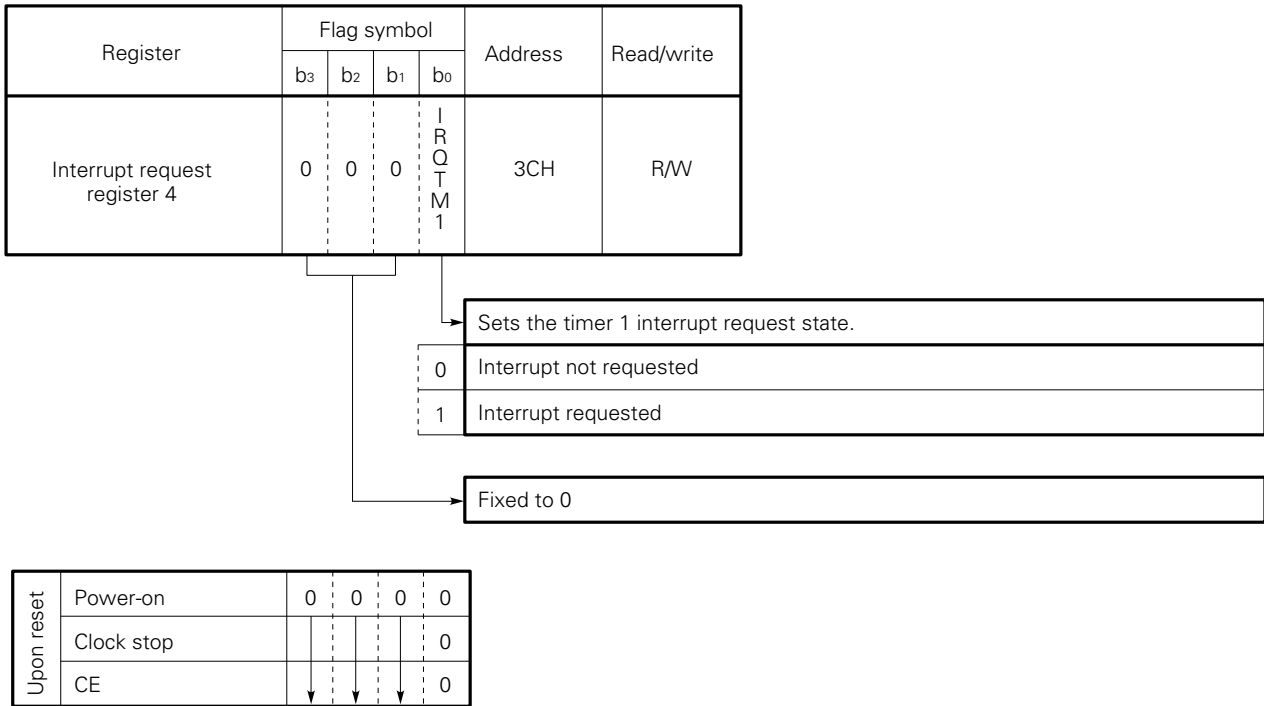 Register Flag symbol Address Read/write
b3 b2 b1 b0
Interrupt request register 4 0 0 0 IRQTM1 3CH R/W
Sets the timer 1 interrupt request state.
0 Interrupt not requested
1 Interrupt requested
Fixed to 0
Upon reset
Power-on 0 0 0 0
Clock stop 0
CE 0